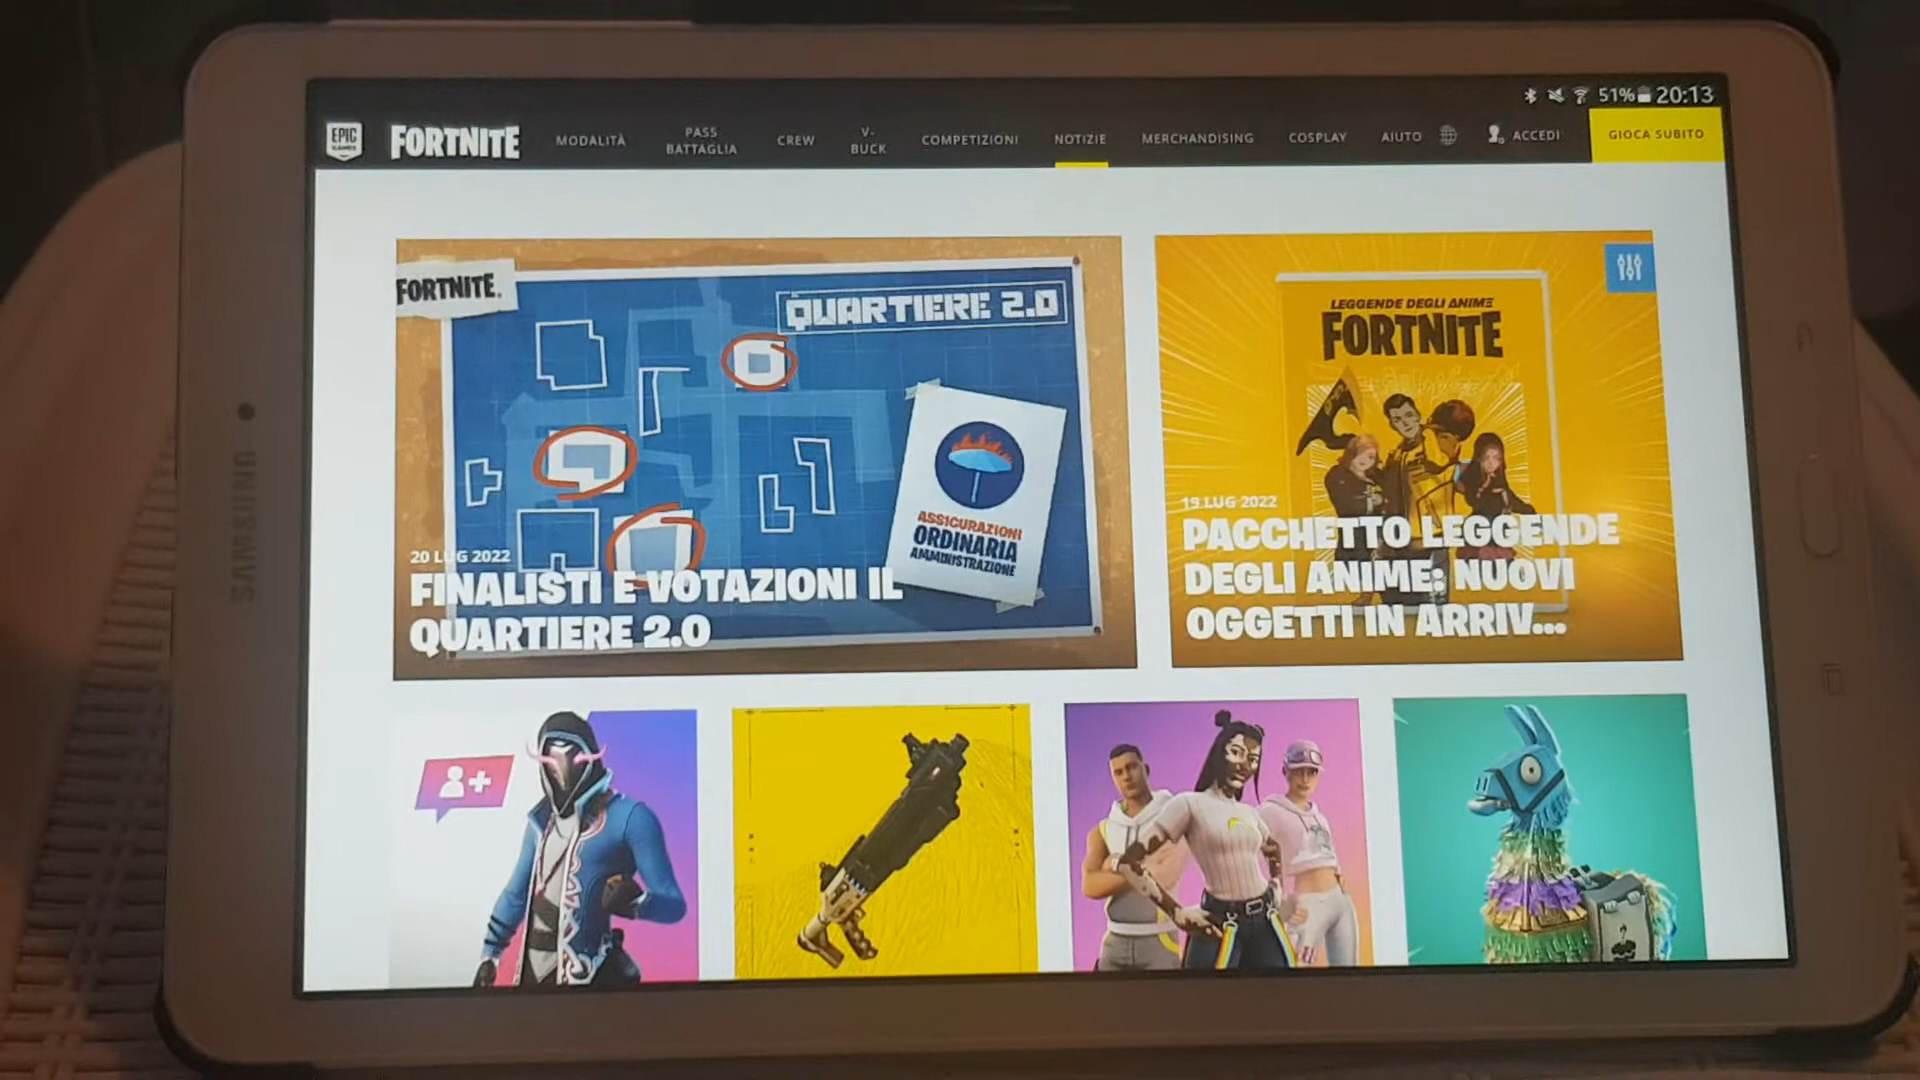 51% 20:13
EPIC GAMES
FORTNITE
MODALITÀ
PASS
BATTAGLIA
CREW
V-
BUCK
COMPETIZIONI
NOTIZIE
MERCHANDISING
COSPLAY
AIUTO
ACCEDI
GIOCA SUBITO
SAMSUNG
FORTNITE.
QUARTIERE 2.0
ASSICURAZIONI
ORDINARIA
AMMINISTRAZIONE
20 LUG 2022
FINALISTI E VOTAZIONI IL
QUARTIERE 2.0
LEGGENDE DEGLI ANIME
FORTNITE
19 LUG 2022
PACCHETTO LEGGENDE
DEGLI ANIME: NUOVI
OGGETTI IN ARRIV...